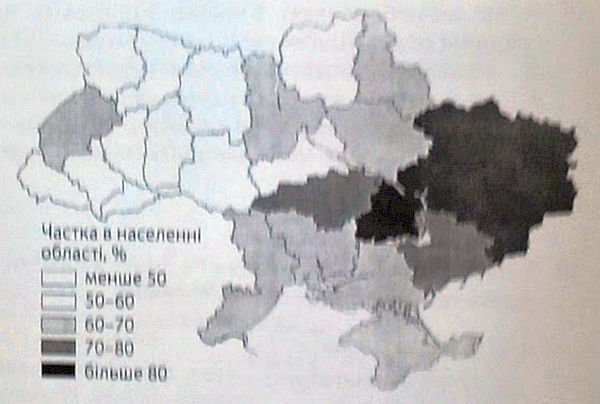 Частка в населенні
області, %
менше 50
50–60
60–70
70–80
більше 80